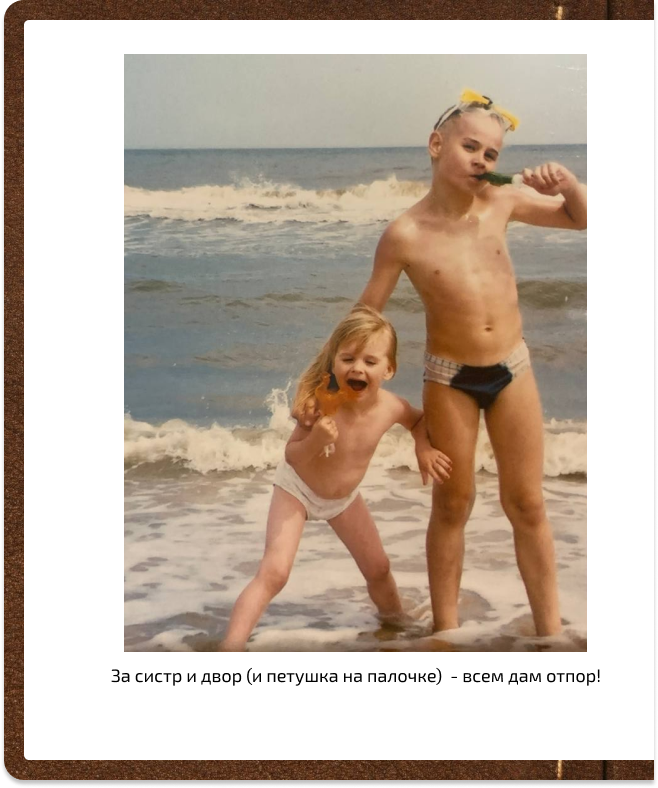 За систр и двор (и петушка на палочке)  - всем дам отпор!